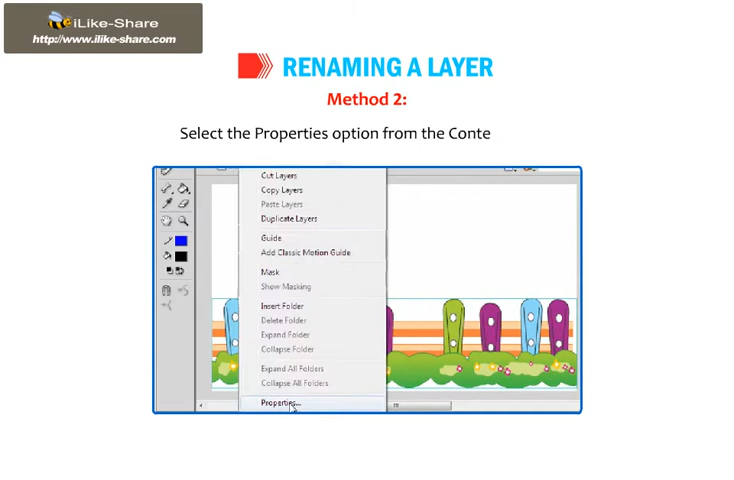 iLike-Share
http://www.ilike-share.com
RENAMING A LAYER
Method 2:
Select the Properties option from the Conte
Cut Layers
Copy Layers
Paste Layers
Duplicate Layers
Guide
Add Classic Motion Guide
Mask
Show Masking
Insert Folder
Delete Folder
Expand Folder
Collapse Folder
Expand All Folders
Collapse All Folders
Properties...